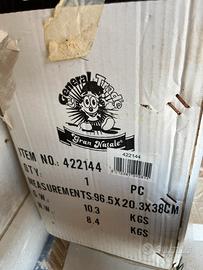 General Trade
Gran Natale®
422144
ITEM NO.: 422144
QTY.: 1 PC
MEASUREMENTS:96.5X20.3X38CM
G.W.: 10.3 KGS
N.W.: 8.4 KGS